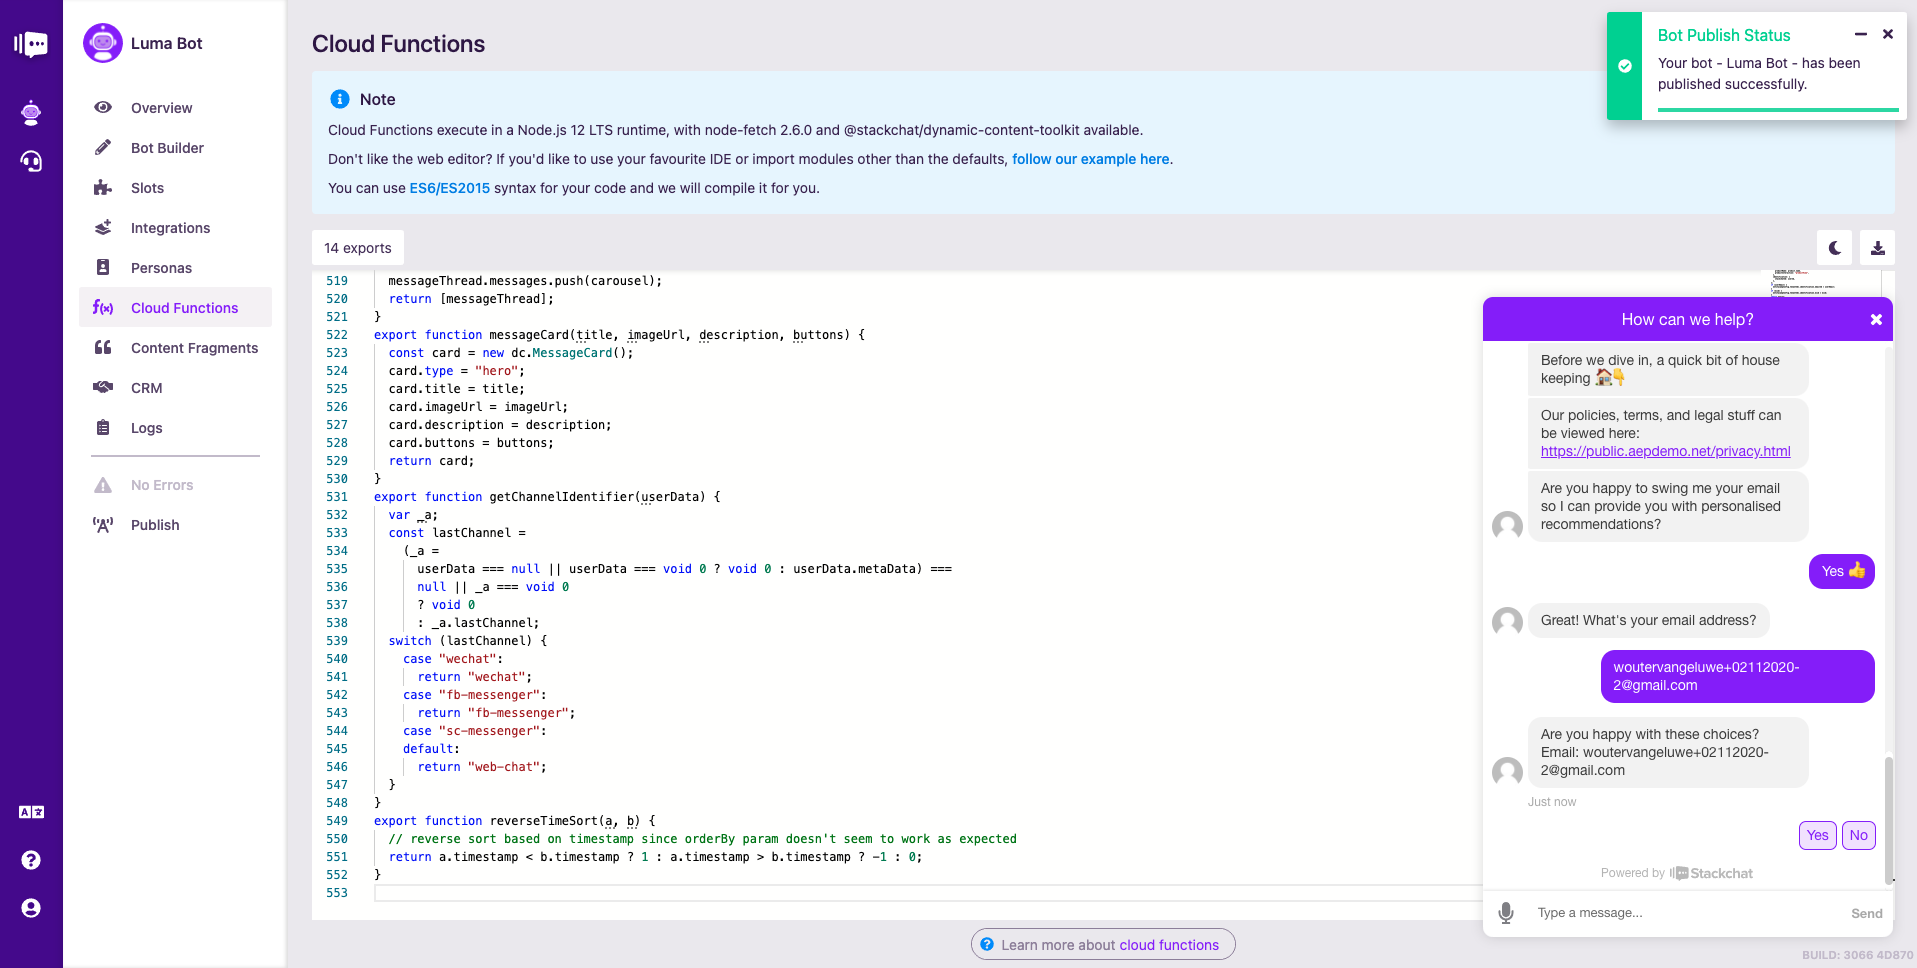 Luma Bot
Overview
Bot Builder
Slots
Integrations
Personas
Cloud Functions
Content Fragments
CRM
Logs
No Errors
Publish
Cloud Functions
Note
Cloud Functions execute in a Node.js 12 LTS runtime, with node-fetch 2.6.0 and @stackchat/dynamic-content-toolkit available.
Don't like the web editor? If you'd like to use your favourite IDE or import modules other than the defaults, follow our example here.
You can use ES6/ES2015 syntax for your code and we will compile it for you.
Bot Publish Status
Your bot - Luma Bot - has been
published successfully.
14 exports
519 messageThread.messages.push(carousel);
520 return [messageThread];
521 }
522 export function messageCard(title, imageUrl, description, buttons) {
523 const card = new dc.MessageCard();
524 card.type = "hero";
525 card.title = title;
526 card.imageUrl = imageUrl;
527 card.description = description;
528 card.buttons = buttons;
529 return card;
530 }
531 export function getChannelIdentifier(userData) {
532 var _a;
533 const lastChannel =
534 (_a =
535 userData === null || userData === void 0 ? void 0 : userData.metaData) ===
536 null || _a === void 0
537 ? void 0
538 : _a.lastChannel;
539 switch (lastChannel) {
540 case "wechat":
541 return "wechat";
542 case "fb-messenger":
543 return "fb-messenger";
544 case "sc-messenger":
545 default:
546 return "web-chat";
547 }
548 }
549 export function reverseTimeSort(a, b) {
550 // reverse sort based on timestamp since orderBy param doesn't seem to work as expected
551 return a.timestamp < b.timestamp ? 1 : a.timestamp > b.timestamp ? -1 : 0;
552 }
553
Learn more about cloud functions
How can we help?
Before we dive in, a quick bit of house
keeping 🏠👇
Our policies, terms, and legal stuff can
be viewed here:
https://public.aepdemo.net/privacy.html
Are you happy to swing me your email
so I can provide you with personalised
recommendations?
Yes 👍
Great! What's your email address?
woutervangeluwe+02112020-
2@gmail.com
Are you happy with these choices?
Email: woutervangeluwe+02112020-
2@gmail.com
Just now
Yes No
Powered by Stackchat
Type a message... Send
BUILD: 3066 4D870